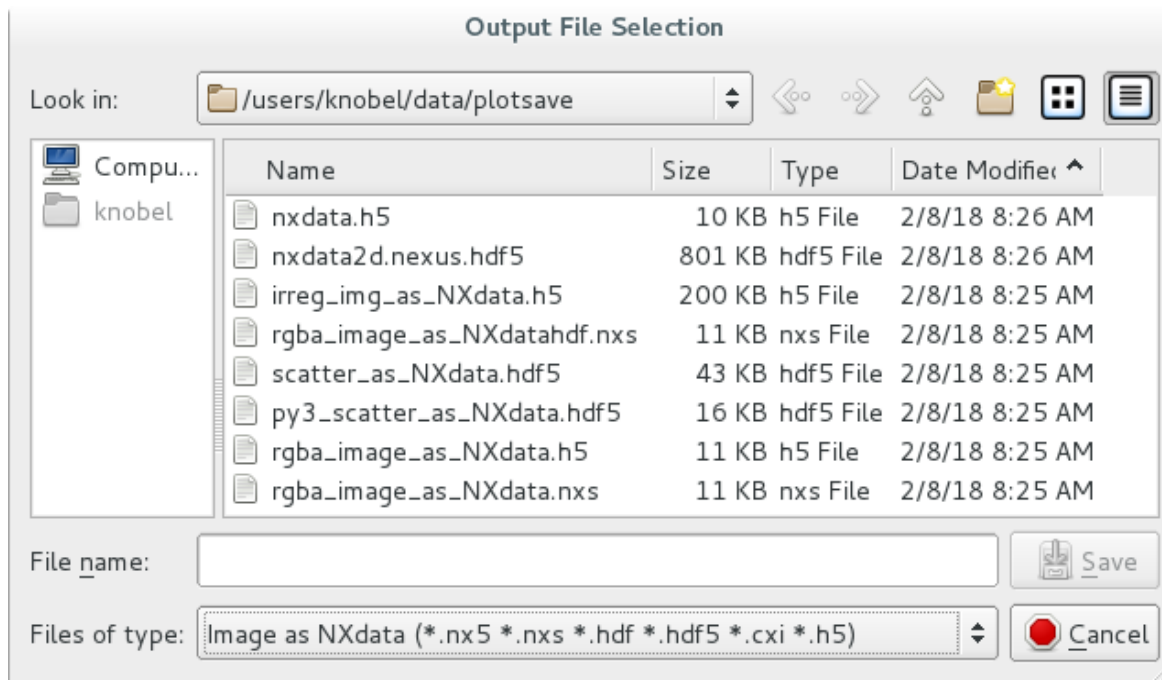 Output File Selection
Look in: /users/knobel/data/plotsave
Compu...
knobel
Name Size Type Date Modified
nxdata.h5 10 KB h5 File 2/8/18 8:26 AM
nxdata2d.nexus.hdf5 801 KB hdf5 File 2/8/18 8:26 AM
irreg_img_as_NXdata.h5 200 KB h5 File 2/8/18 8:25 AM
rgba_image_as_NXdatahdf.nxs 11 KB nxs File 2/8/18 8:25 AM
scatter_as_NXdata.hdf5 43 KB hdf5 File 2/8/18 8:25 AM
py3_scatter_as_NXdata.hdf5 16 KB hdf5 File 2/8/18 8:25 AM
rgba_image_as_NXdata.h5 11 KB h5 File 2/8/18 8:25 AM
rgba_image_as_NXdata.nxs 11 KB nxs File 2/8/18 8:25 AM
File name: Save
Files of type: Image as NXdata (*.nx5 *.nxs *.hdf *.hdf5 *.cxi *.h5) Cancel